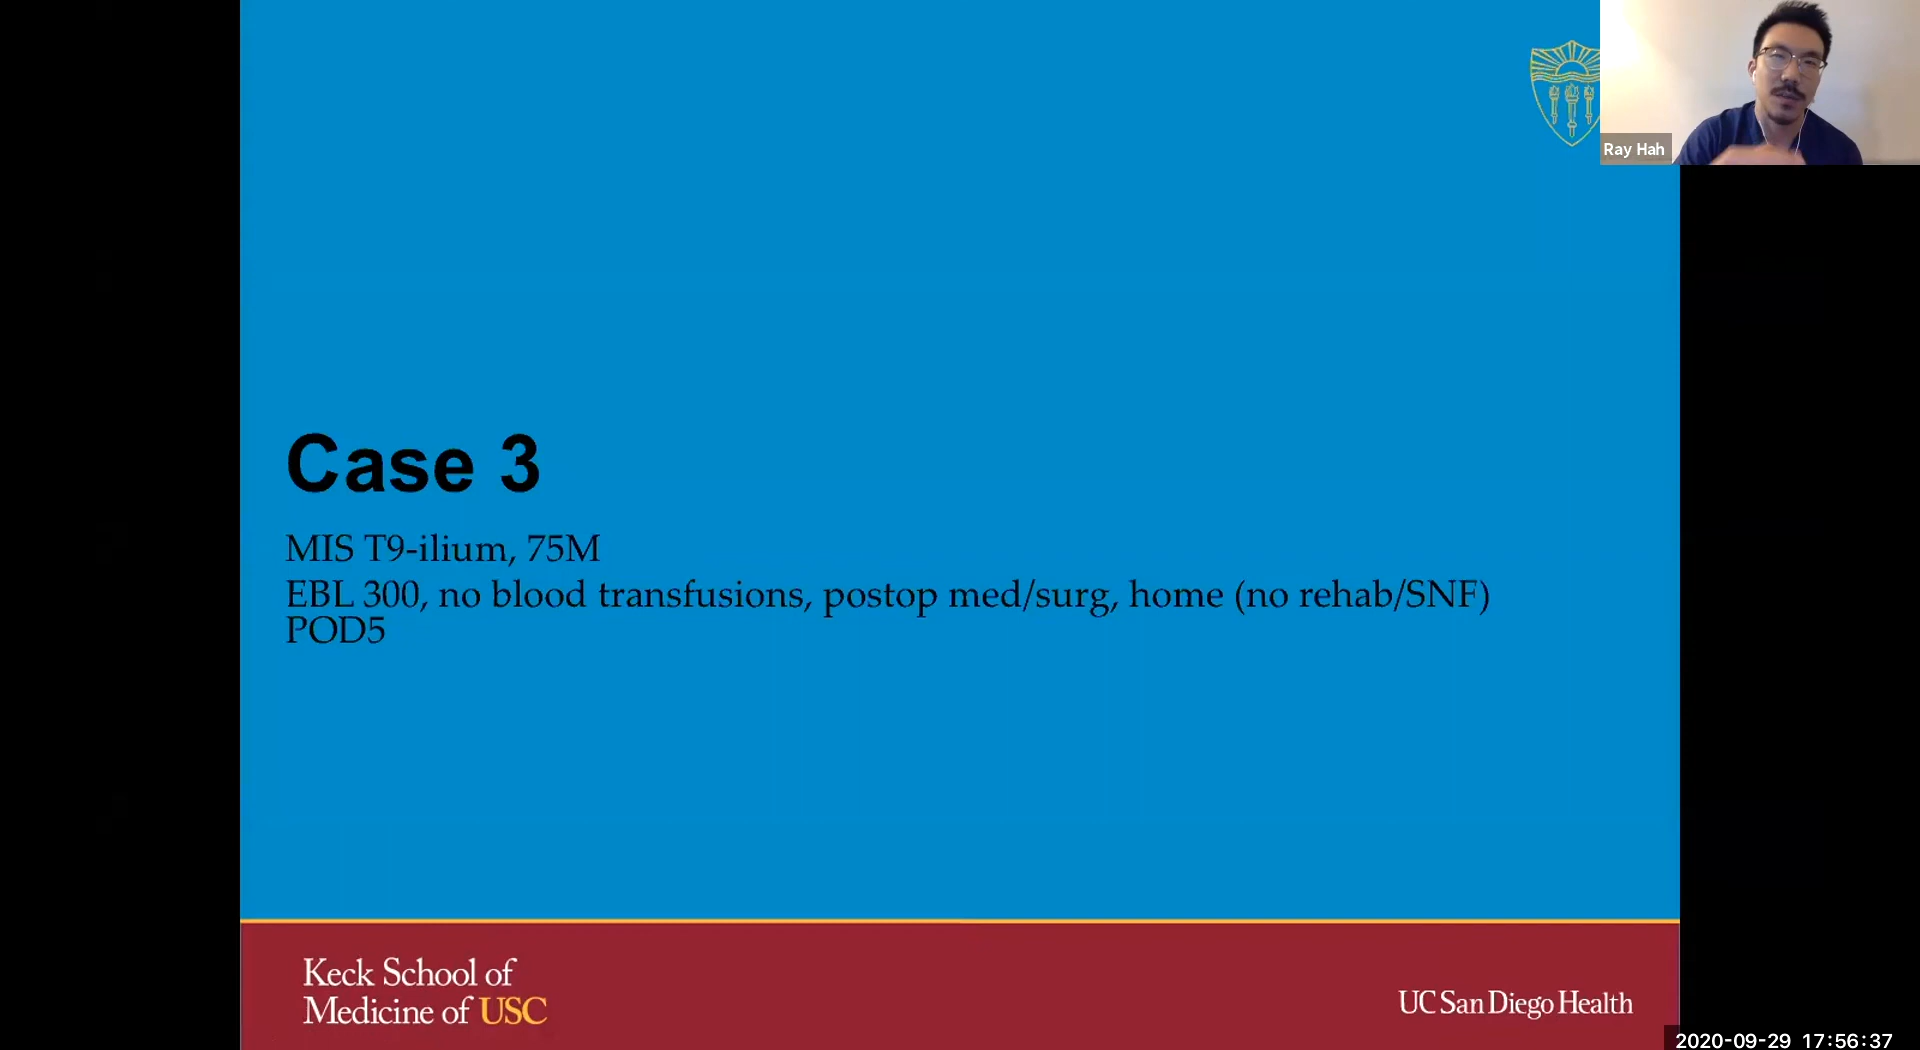 Ray Hah
Case 3
MIS T9-ilium, 75M
EBL 300, no blood transfusions, postop med/surg, home (no rehab/SNF)
POD5
Keck School of
Medicine of USC
UC San Diego Health
2020-09-29 17:56:37